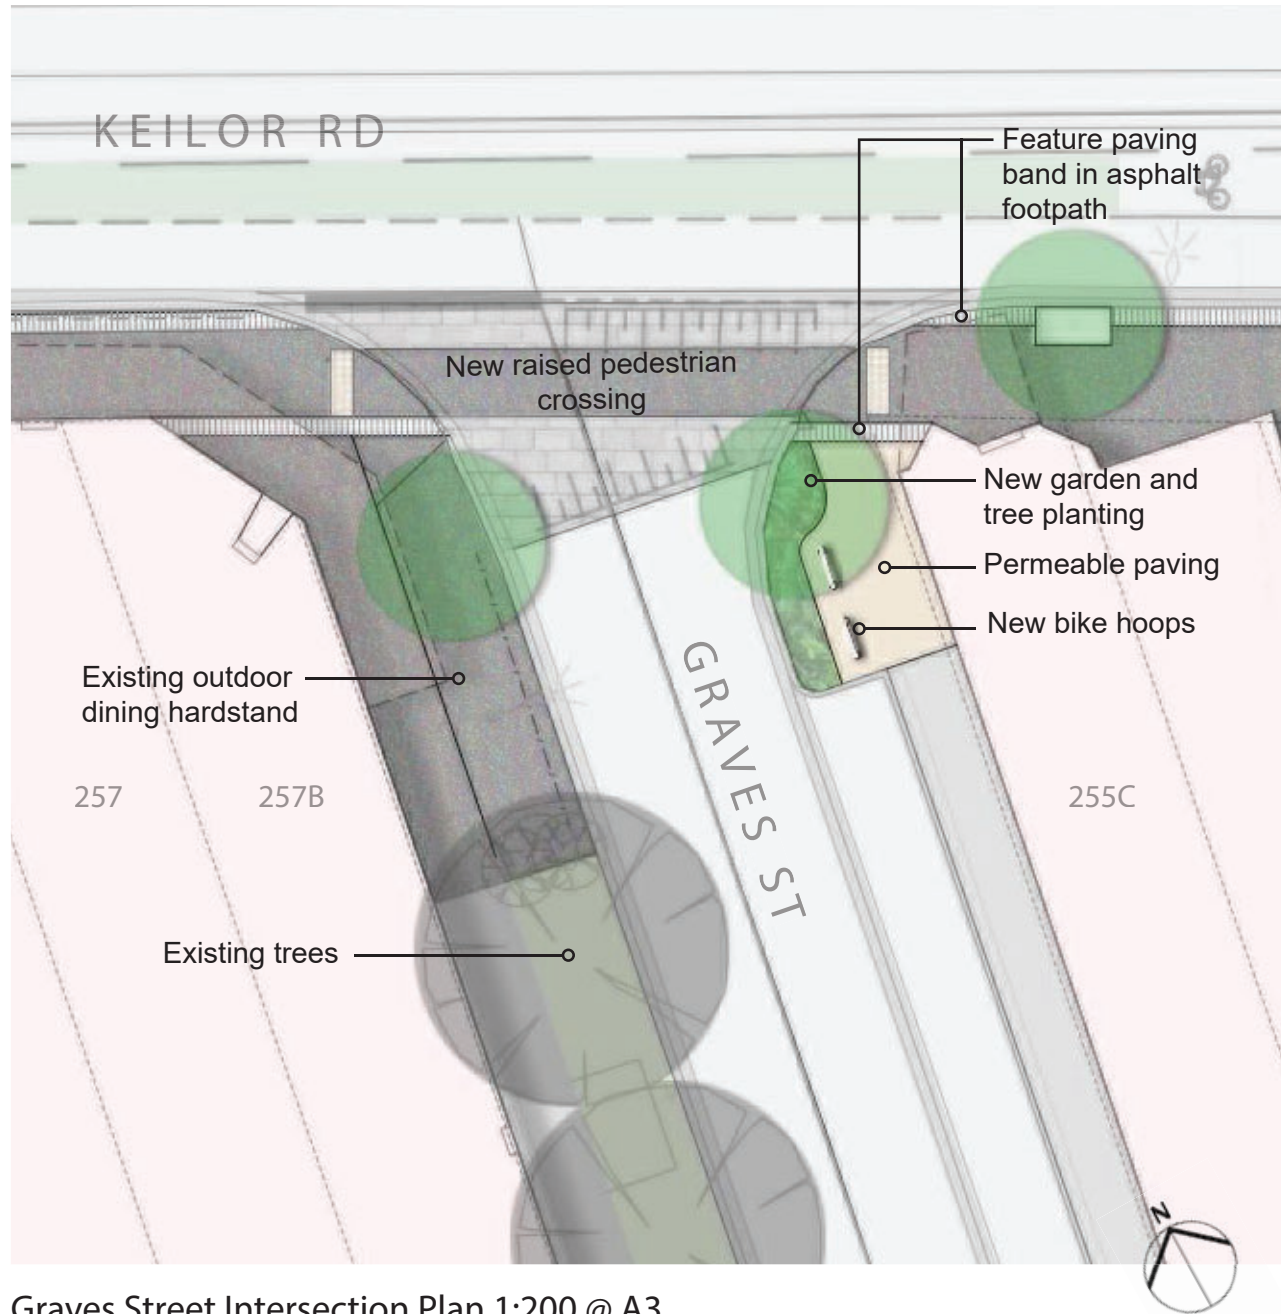 KEILOR RD
Feature paving
band in asphalt
footpath
New raised pedestrian
crossing
New garden and
tree planting
Permeable paving
New bike hoops
Existing outdoor
dining hardstand
GRAVES ST
257
257B
255C
Existing trees
N
Graves Street Intersection Plan 1:200 @ A3